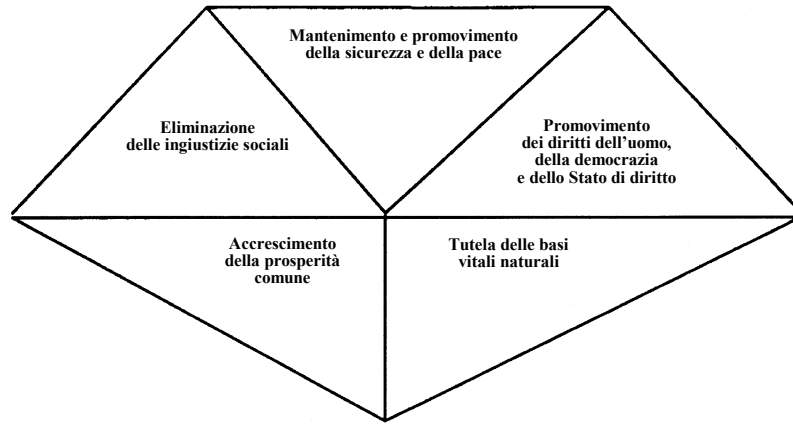 Mantenimento e promovimento
della sicurezza e della pace
Eliminazione
delle ingiustizie sociali
Promovimento
dei diritti dell'uomo,
della democrazia
e dello Stato di diritto
Accrescimento
della prosperità
comune
Tutela delle basi
vitali naturali